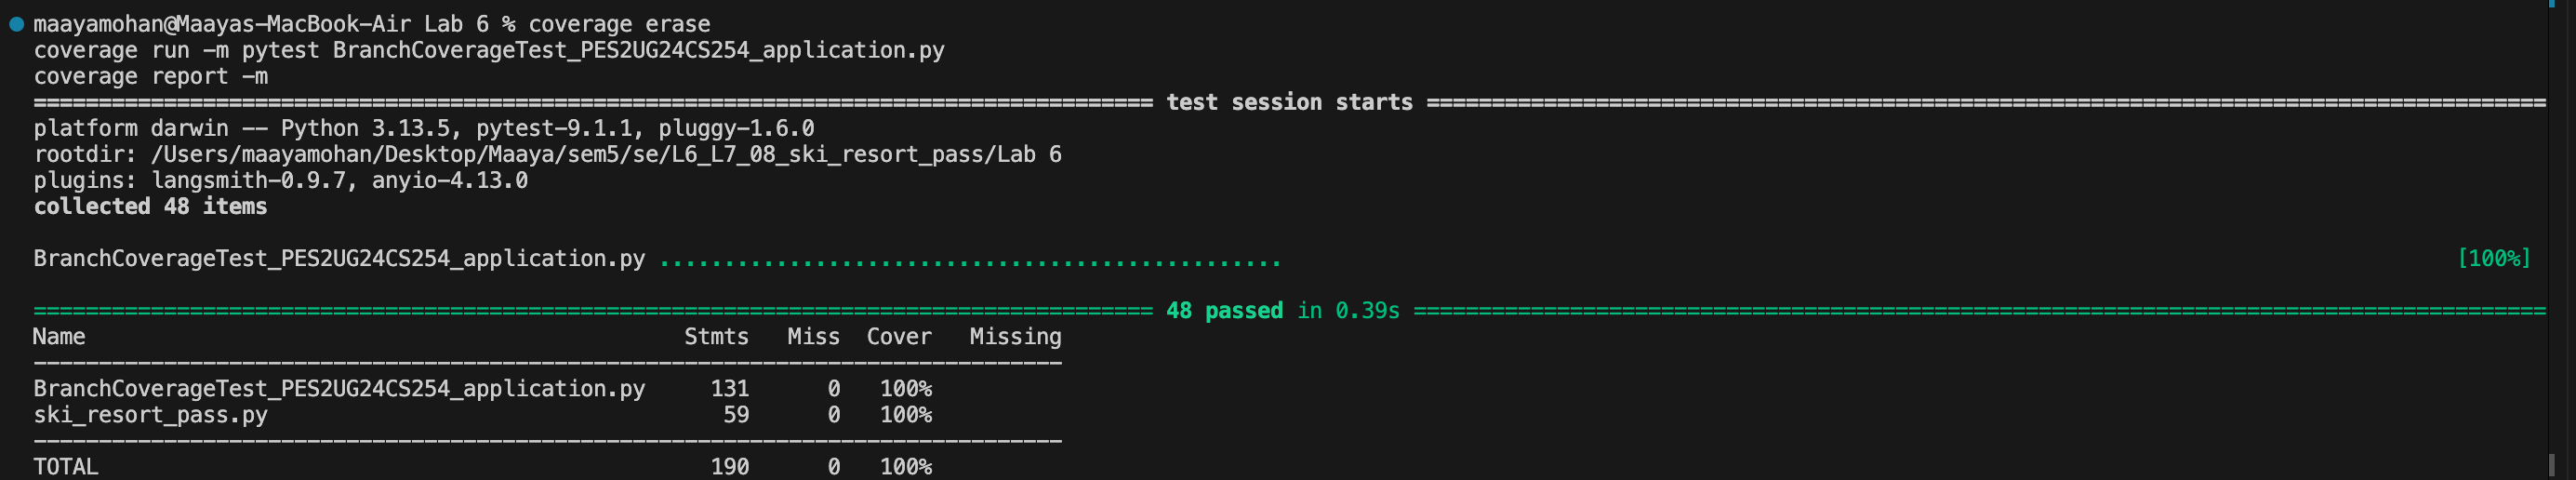 maayamohan@Maayas-MacBook-Air Lab 6 % coverage erase
coverage run -m pytest BranchCoverageTest_PES2UG24CS254_application.py
coverage report -m
====================================================================================== test session starts ======================================================================================
platform darwin -- Python 3.13.5, pytest-9.1.1, pluggy-1.6.0
rootdir: /Users/maayamohan/Desktop/Maaya/sem5/se/L6_L7_08_ski_resort_pass/Lab 6
plugins: langsmith-0.9.7, anyio-4.13.0
collected 48 items
BranchCoverageTest_PES2UG24CS254_application.py ................................................ [100%]
====================================================================================== 48 passed in 0.39s =======================================================================================
Name                                              Stmts   Miss  Cover   Missing
-------------------------------------------------------------------------------
BranchCoverageTest_PES2UG24CS254_application.py     131      0   100%
ski_resort_pass.py                                   59      0   100%
-------------------------------------------------------------------------------
TOTAL                                               190      0   100%